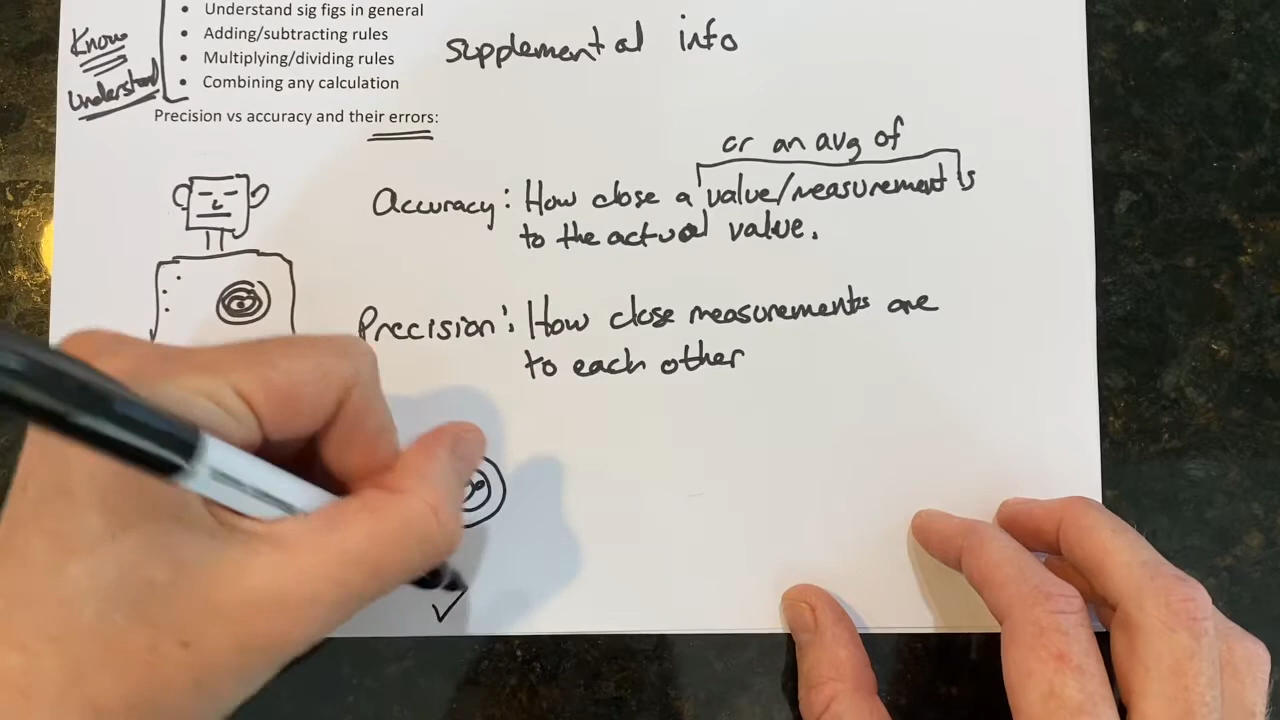 Understand sig figs in general
Adding/subtracting rules
Multiplying/dividing rules
Combining any calculation
Know
Understand
supplemental info
Precision vs accuracy and their errors:
or an avg of
Accuracy: How close a value/measurement is
to the actual value.
Precision: How close measurements are
to each other